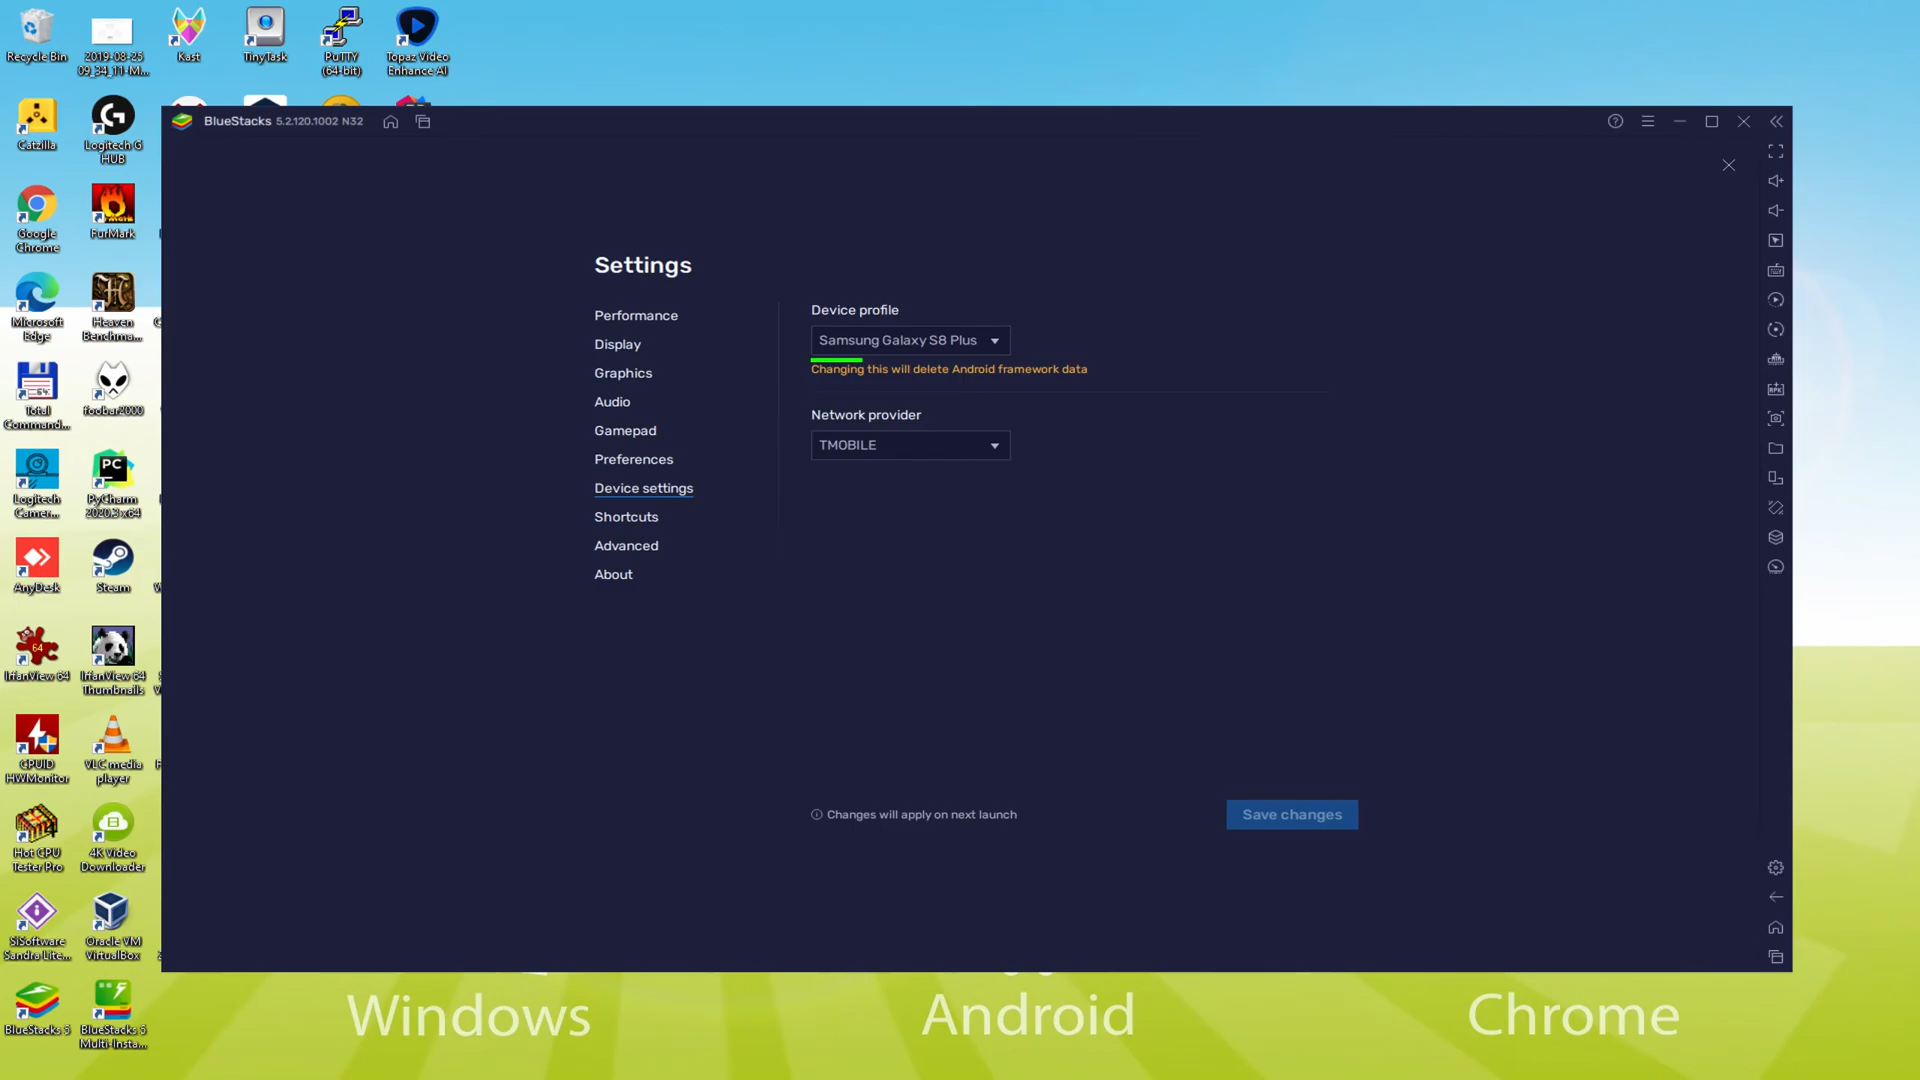 Recycle Bin
2019-08-25
09_34_11-M...
Kast
TinyTask
PuTTY
(64-bit)
Topaz Video
Enhance AI
Catzilla
Logitech G
HUB
Google
Chrome
FurMark
Microsoft
Edge
Heaven
Benchma...
Total
Command...
foobar2000
Logitech
Camer...
PyCharm
2020.3 x64
AnyDesk
Steam
IrfanView 64
IrfanView 64
Thumbnails
CPUID
HWMonitor
VLC media
player
Hot CPU
Tester Pro
4K Video
Downloader
SiSoftware
Sandra Lite...
Oracle VM
VirtualBox
BlueStacks 5
BlueStacks 5
Multi-Insta...
BlueStacks 5.2.120.1002 N32
Settings
Performance
Display
Graphics
Audio
Gamepad
Preferences
Device settings
Shortcuts
Advanced
About
Device profile
Samsung Galaxy S8 Plus
Changing this will delete Android framework data
Network provider
TMOBILE
Changes will apply on next launch
Save changes
Windows
Android
Chrome